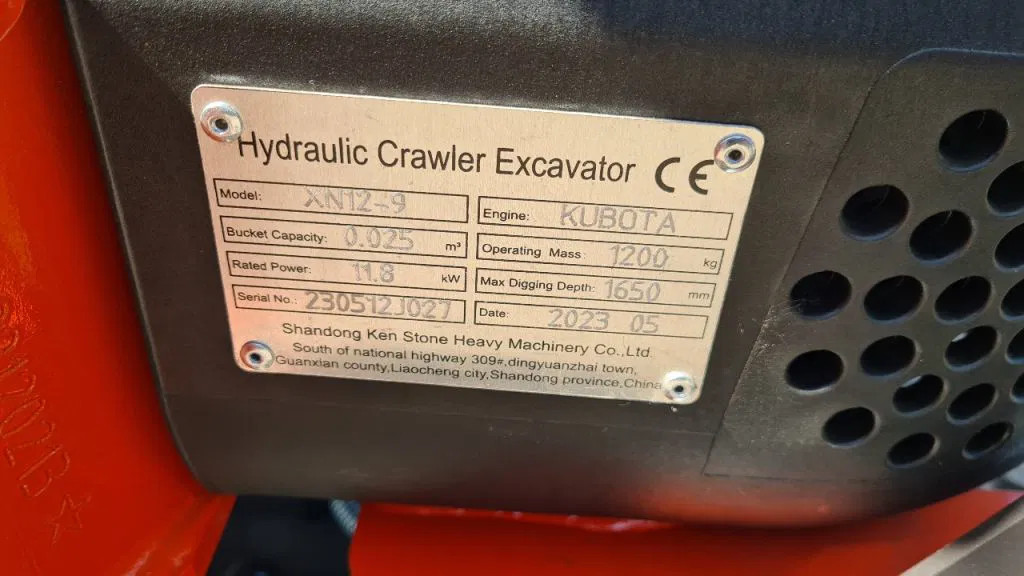 Hydraulic Crawler Excavator CE
Model: XN12-9
Engine: KUBOTA
Bucket Capacity: 0.025 m³
Operating Mass: 1200 kg
Rated Power: 11.8 kW
Max Digging Depth: 1650 mm
Serial No.: 230512J027
Date: 2023 05
Shandong Ken Stone Heavy Machinery Co.,Ltd.
South of national highway 309#,dingyuanzhai town,
Guanxian county,Liaocheng city,Shandong province,China